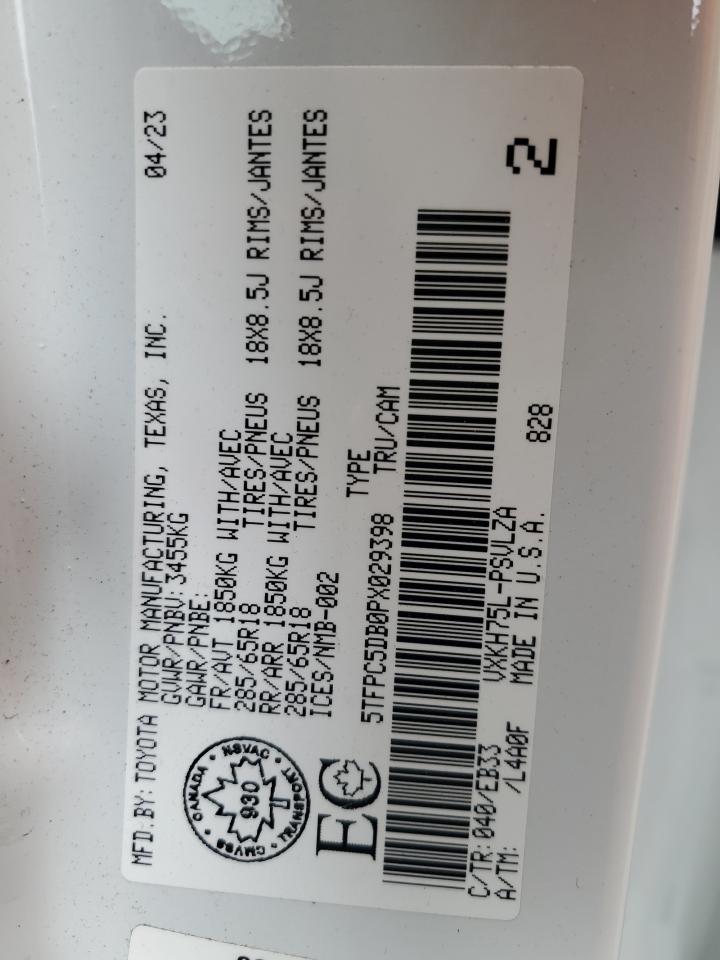 MFD.BY:TOYOTA MOTOR MANUFACTURING, TEXAS, INC. 04/23
GVWR/PNBV:3455KG
GAWR/PNBE:
FR/AVT 1850KG WITH/AVEC
285/65R18 TIRES/PNEUS 18X8.5J RIMS/JANTES
RR/ARR 1850KG WITH/AVEC
285/65R18 TIRES/PNEUS 18X8.5J RIMS/JANTES
ICES/NMB-002
CANADA · NSVAC · TRANSPORT · CMVSS
930
EC
TYPE
5TFPC5DB0PX029398 TRU/CAM
C/TR:040/EB33 VXKH75L-PSVLZA
A/TM: /L4A0F MADE IN U.S.A. 828
2